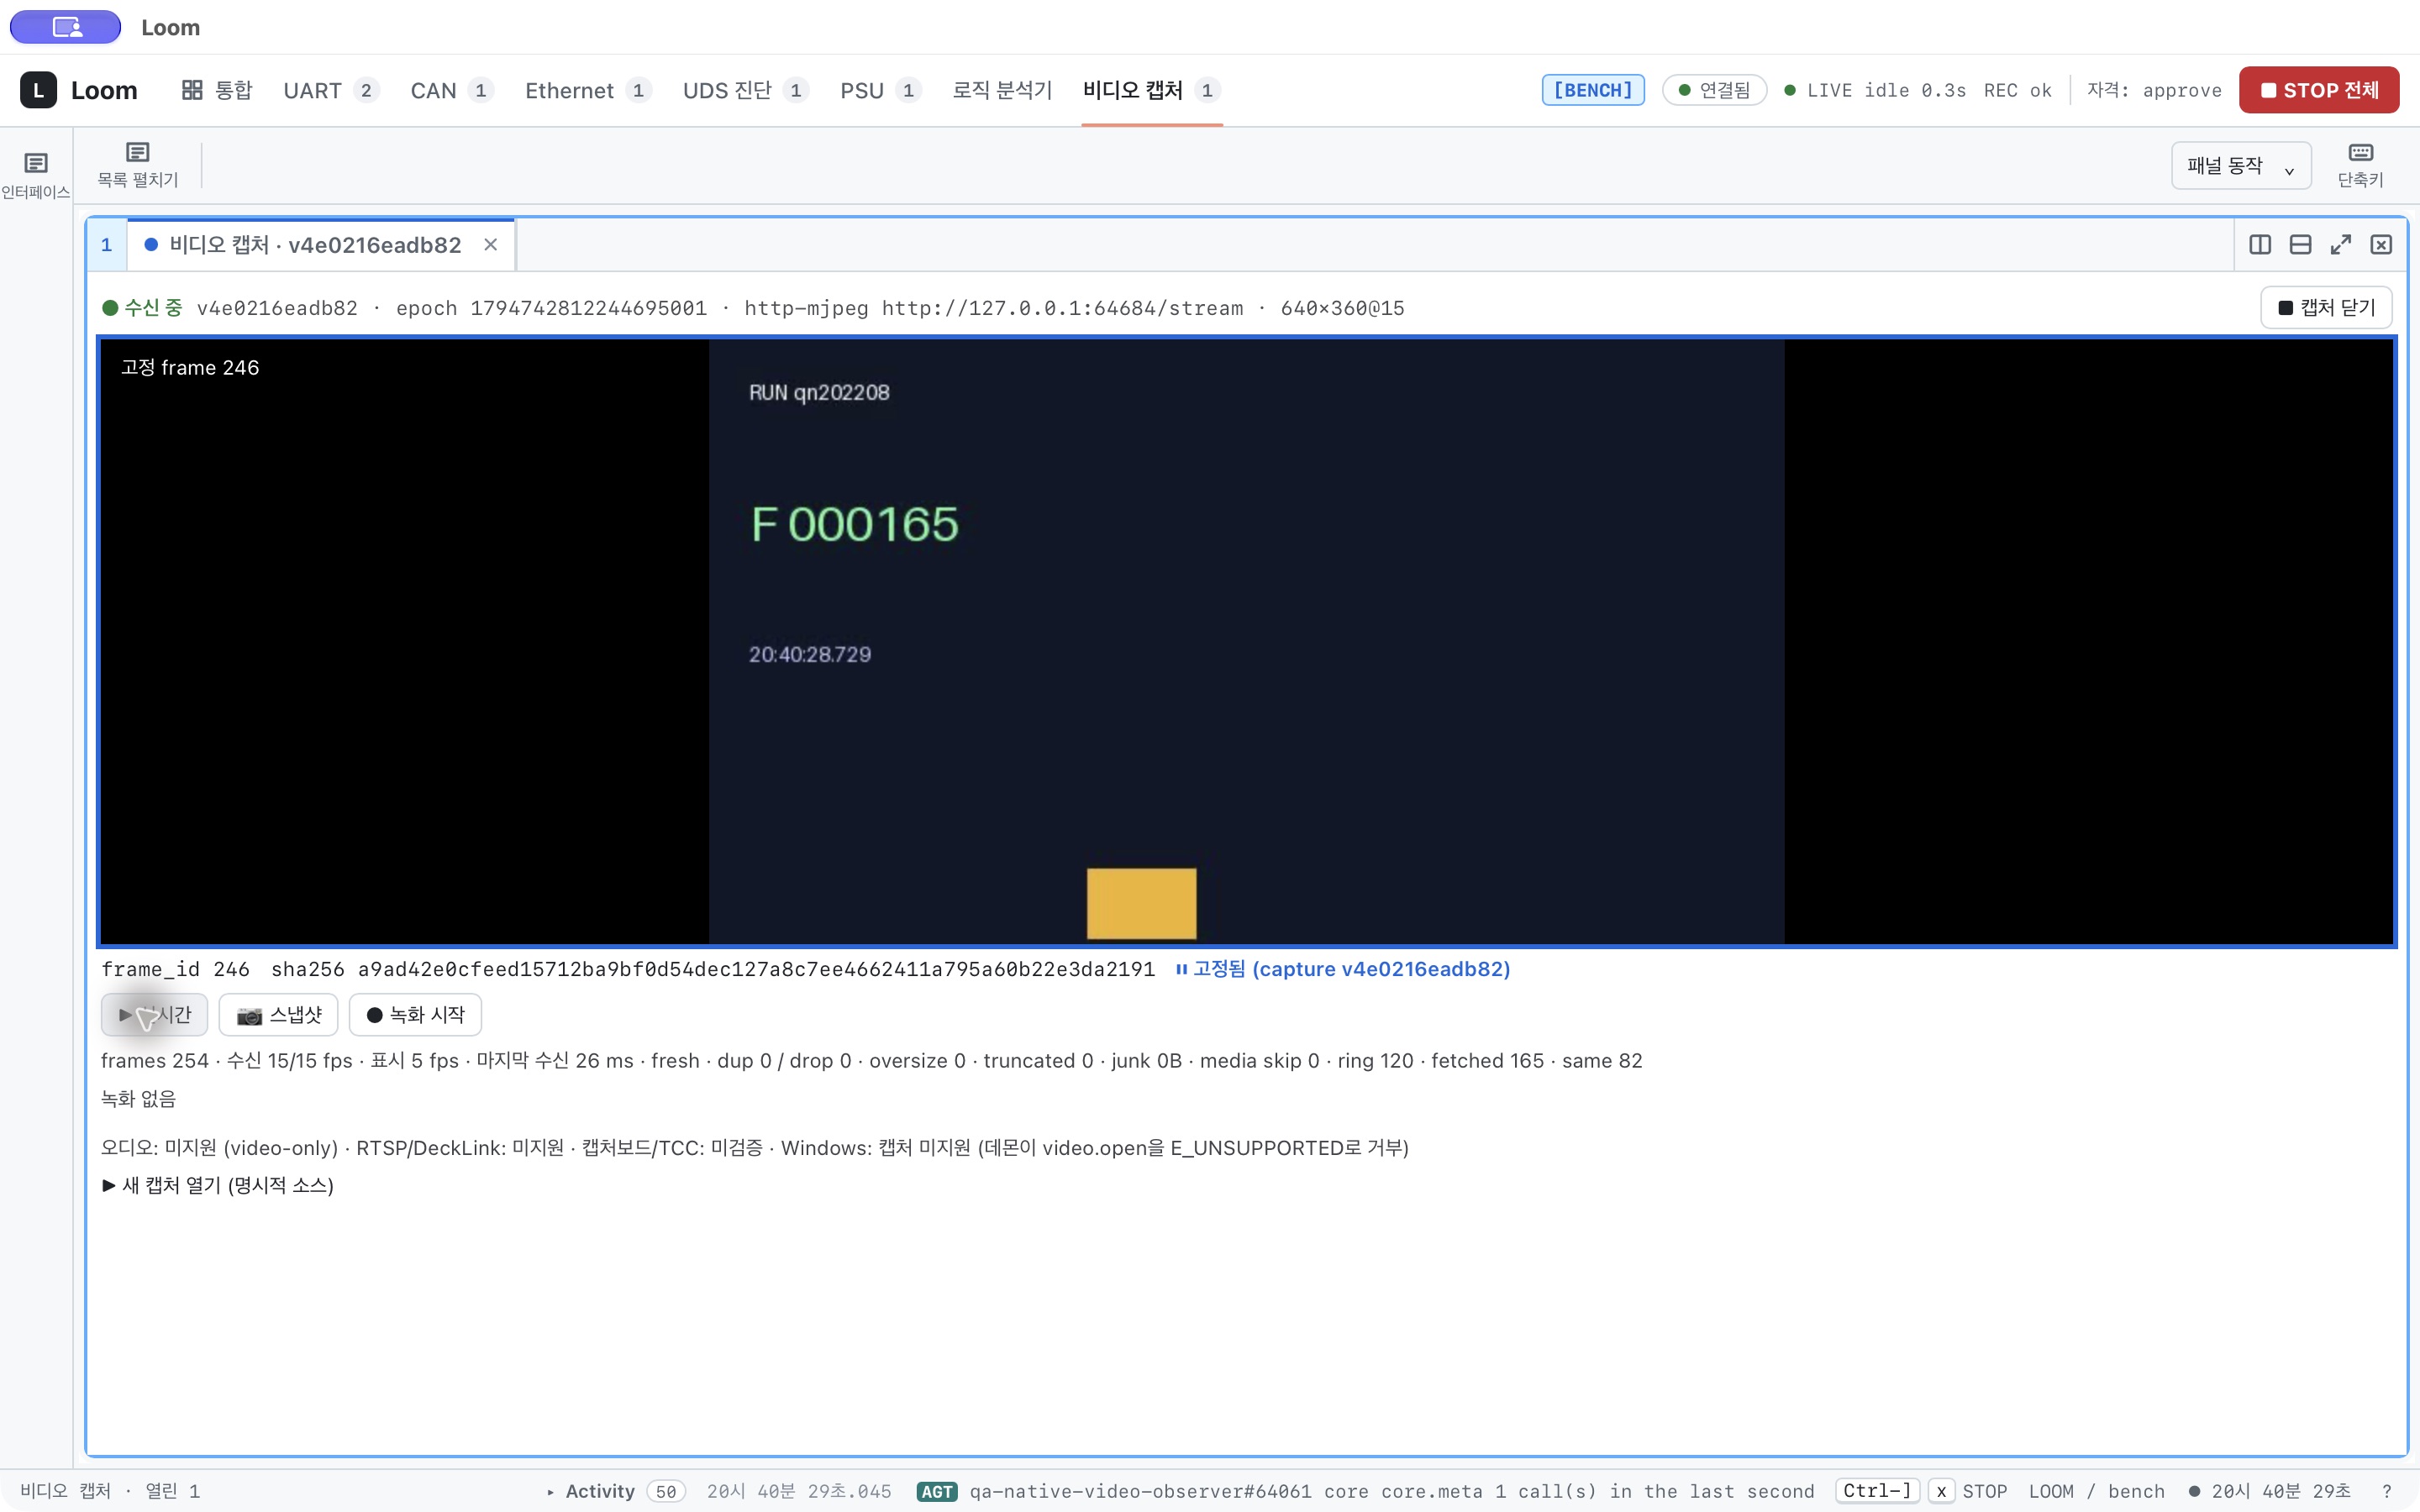 Loom
L Loom 통합 UART 2 CAN 1 Ethernet 1 UDS 진단 1 PSU 1 로직 분석기 비디오 캡처 1 [BENCH] 연결됨 LIVE idle 0.3s REC ok 자격: approve STOP 전체
인터페이스
목록 펼치기
패널 동작
단축키
1 비디오 캡처 · v4e0216eadb82
수신 중 v4e0216eadb82 · epoch 1794742812244695001 · http-mjpeg http://127.0.0.1:64684/stream · 640×360@15 캡처 닫기
고정 frame 246
RUN qn202208
F 000165
20:40:28.729
frame_id 246 sha256 a9ad42e0cfeed15712ba9bf0d54dec127a8c7ee4662411a795a60b22e3da2191 고정됨 (capture v4e0216eadb82)
시간 스냅샷 녹화 시작
frames 254 · 수신 15/15 fps · 표시 5 fps · 마지막 수신 26 ms · fresh · dup 0 / drop 0 · oversize 0 · truncated 0 · junk 0B · media skip 0 · ring 120 · fetched 165 · same 82
녹화 없음
오디오: 미지원 (video-only) · RTSP/DeckLink: 미지원 · 캡처보드/TCC: 미검증 · Windows: 캡처 미지원 (데몬이 video.open을 E_UNSUPPORTED로 거부)
▶ 새 캡처 열기 (명시적 소스)
비디오 캡처 · 열린 1 ▸ Activity 50 20시 40분 29초.045 AGT qa-native-video-observer#64061 core core.meta 1 call(s) in the last second Ctrl-] x STOP LOOM / bench 20시 40분 29초 ?